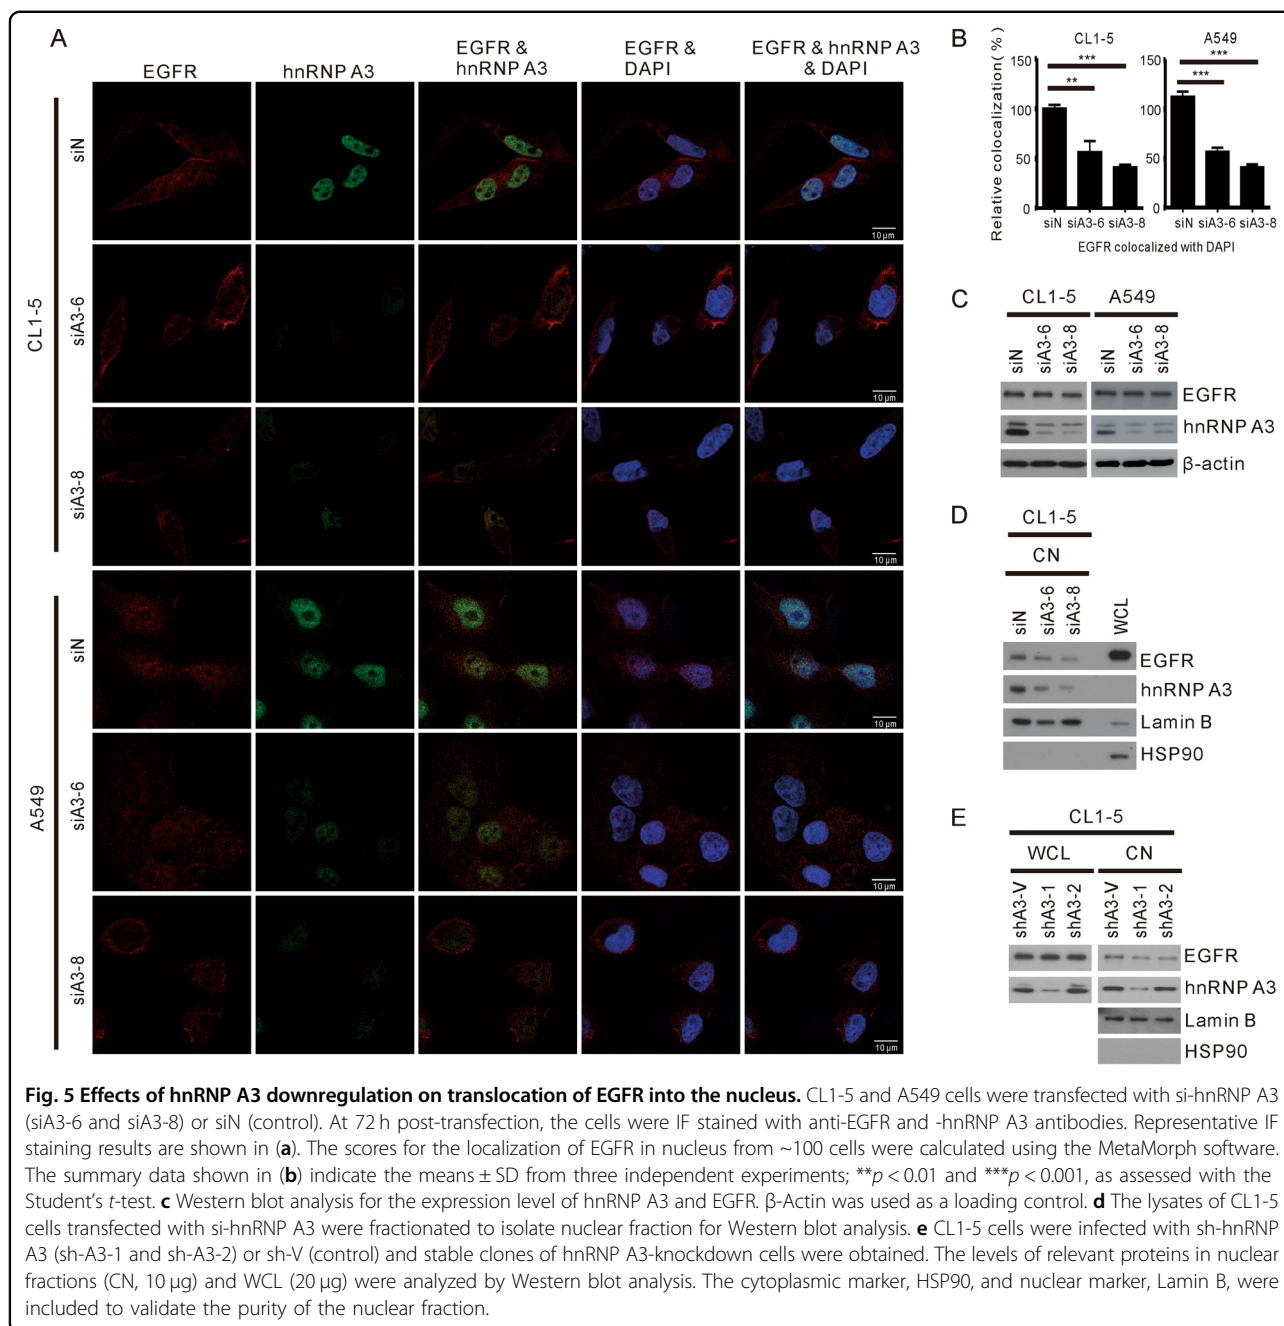 A
EGFR
hnRNP A3
EGFR &
hnRNP A3
EGFR &
DAPI
EGFR & hnRNP A3
& DAPI
CL1-5
siN
10 µm
siA3-6
10 µm
siA3-8
10 µm
A549
siN
10 µm
siA3-6
10 µm
siA3-8
10 µm
B
CL1-5
A549
Relative colocalization( % )
150
100
50
0
***
**
siN siA3-6 siA3-8
150
100
50
0
***
***
siN siA3-6 siA3-8
EGFR colocalized with DAPI
C
CL1-5
A549
siN
siA3-6
siA3-8
siN
siA3-6
siA3-8
EGFR
hnRNP A3
β-actin
D
CL1-5
CN
siN
siA3-6
siA3-8
WCL
EGFR
hnRNP A3
Lamin B
HSP90
E
CL1-5
WCL
CN
shA3-V
shA3-1
shA3-2
shA3-V
shA3-1
shA3-2
EGFR
hnRNP A3
Lamin B
HSP90
Fig. 5 Effects of hnRNP A3 downregulation on translocation of EGFR into the nucleus. CL1-5 and A549 cells were transfected with si-hnRNP A3
(siA3-6 and siA3-8) or siN (control). At 72 h post-transfection, the cells were IF stained with anti-EGFR and -hnRNP A3 antibodies. Representative IF
staining results are shown in (a). The scores for the localization of EGFR in nucleus from ~100 cells were calculated using the MetaMorph software.
The summary data shown in (b) indicate the means ± SD from three independent experiments; **p < 0.01 and ***p < 0.001, as assessed with the
Student's t-test. c Western blot analysis for the expression level of hnRNP A3 and EGFR. β-Actin was used as a loading control. d The lysates of CL1-5
cells transfected with si-hnRNP A3 were fractionated to isolate nuclear fraction for Western blot analysis. e CL1-5 cells were infected with sh-hnRNP
A3 (sh-A3-1 and sh-A3-2) or sh-V (control) and stable clones of hnRNP A3-knockdown cells were obtained. The levels of relevant proteins in nuclear
fractions (CN, 10 µg) and WCL (20 µg) were analyzed by Western blot analysis. The cytoplasmic marker, HSP90, and nuclear marker, Lamin B, were
included to validate the purity of the nuclear fraction.